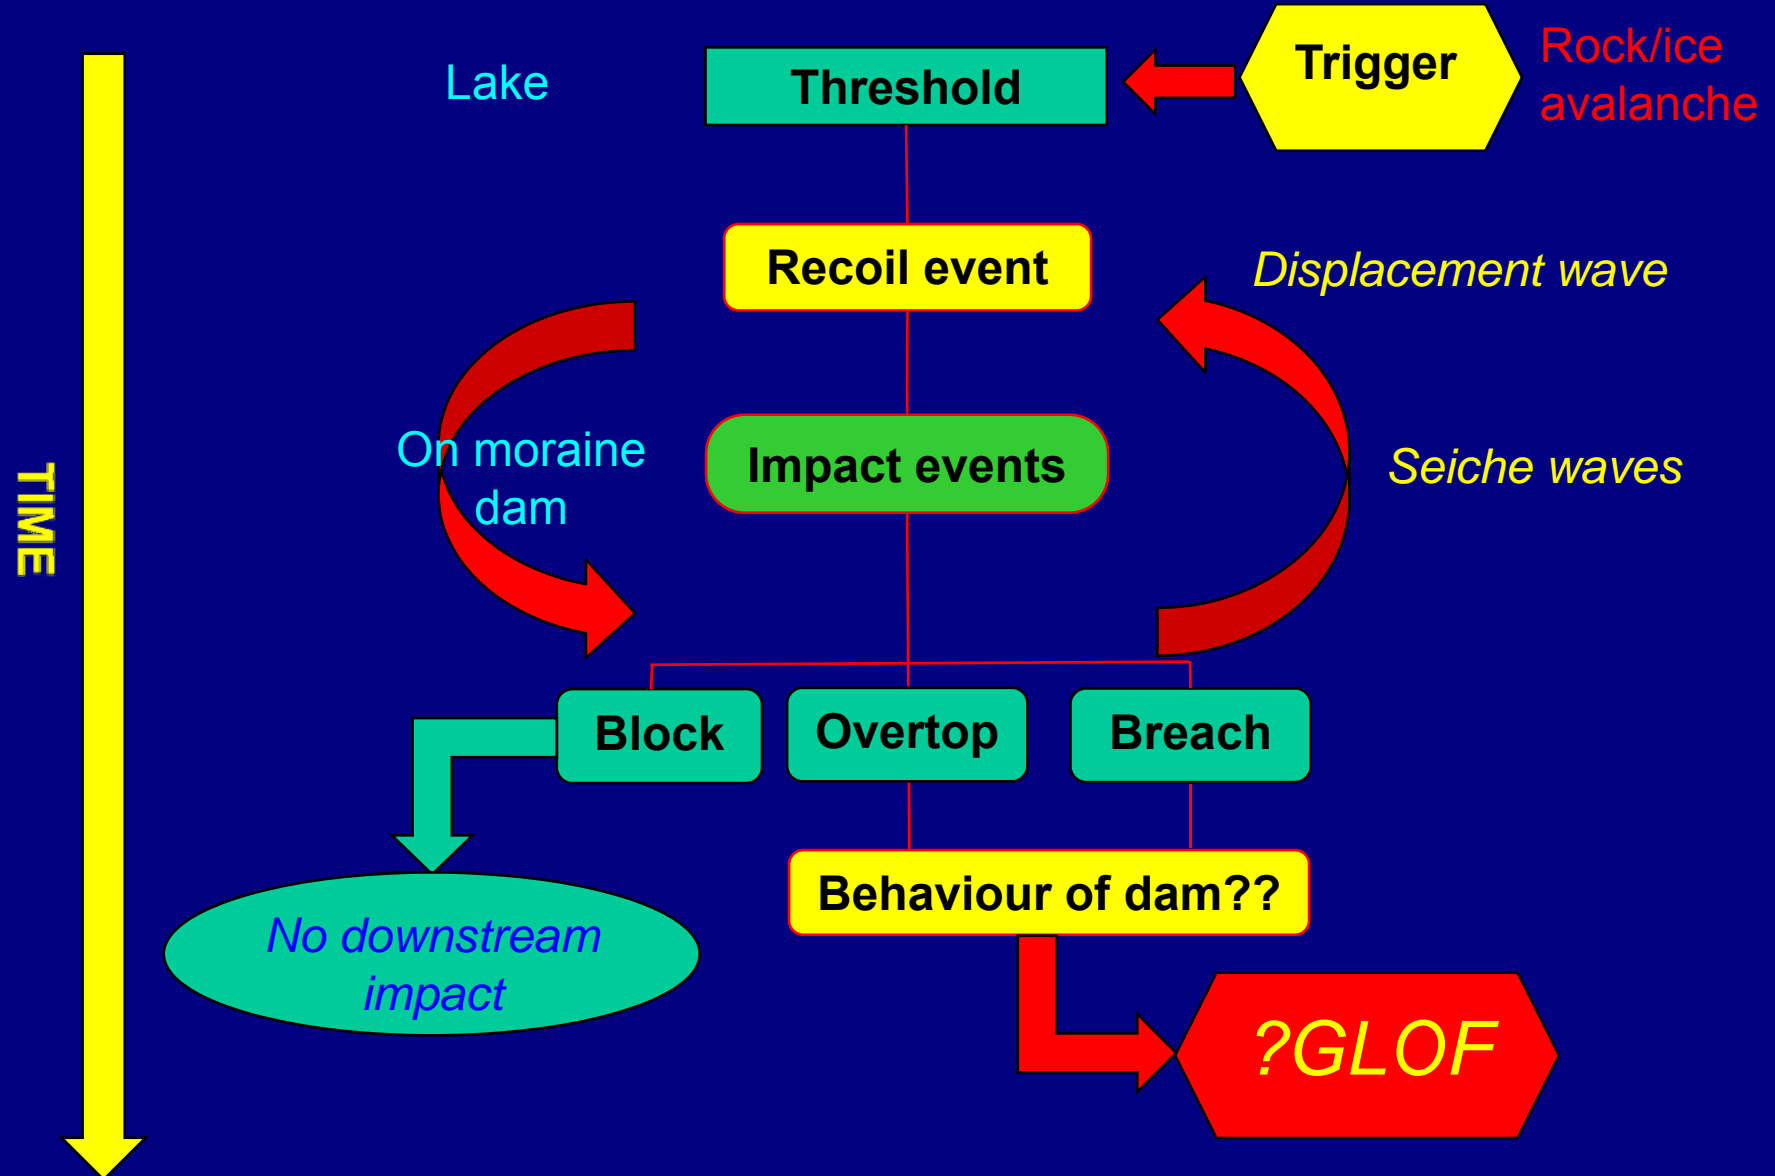 Lake
Threshold
Trigger
Rock/ice
avalanche
Recoil event
Displacement wave
On moraine
dam
Impact events
Seiche waves
TIME
Block
Overtop
Breach
Behaviour of dam??
No downstream
impact
?GLOF